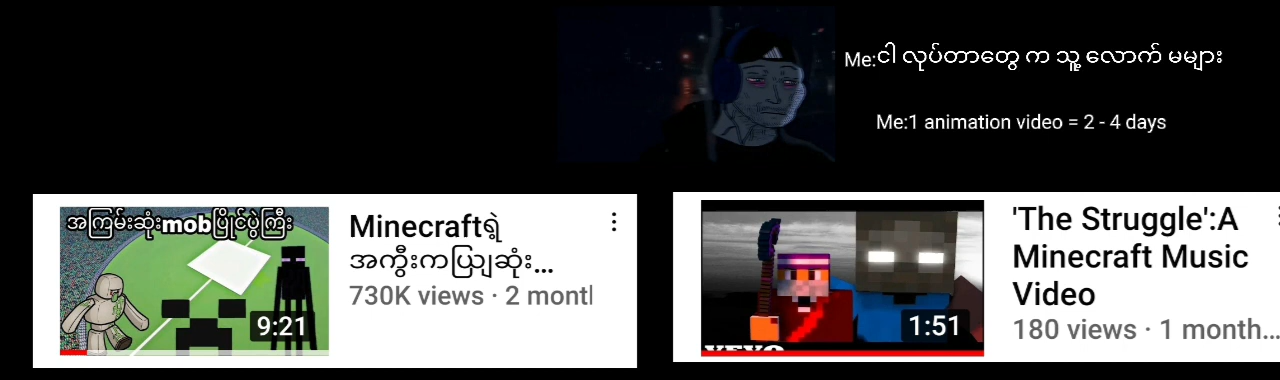 Me:ငါ လုပ်တာတွေ က သူ့ လောက် မများ
Me:1 animation video = 2 - 4 days
အကြမ်းဆုံးmobပြိုင်ပွဲကြီး
9:21
Minecraftရဲ့
အကွီးကယျြဆုံး...
730K views · 2 montl
1:51
'The Struggle':A
Minecraft Music
Video
180 views · 1 month...